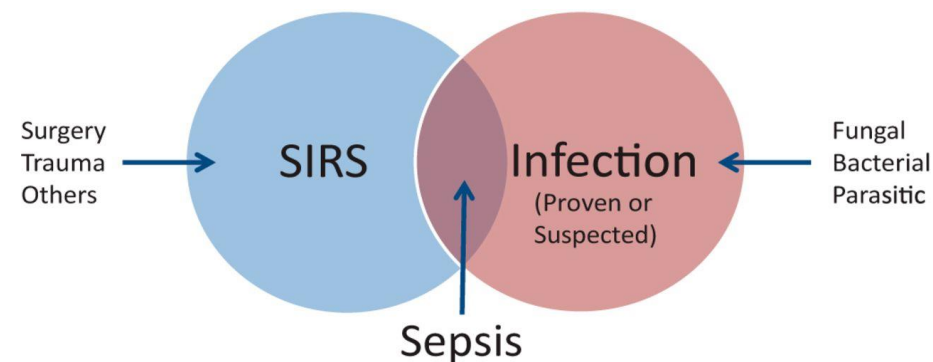 Surgery
Trauma
Others
SIRS
Infection
(Proven or
Suspected)
Fungal
Bacterial
Parasitic
Sepsis